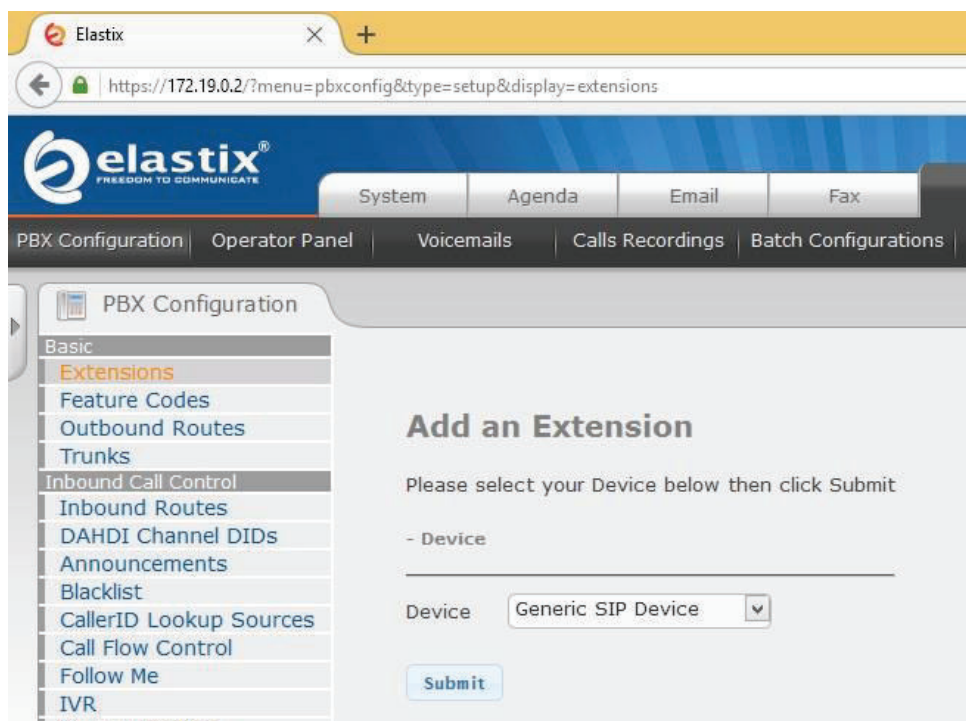 Elastix
https://172.19.0.2/?menu=pbxconfig&type=setup&display=extensions
elastix®
FREEDOM TO COMMUNICATE
System Agenda Email Fax
PBX Configuration Operator Panel Voicemails Calls Recordings Batch Configurations
PBX Configuration
Basic
Extensions
Feature Codes
Outbound Routes
Trunks
Inbound Call Control
Inbound Routes
DAHDI Channel DIDs
Announcements
Blacklist
CallerID Lookup Sources
Call Flow Control
Follow Me
IVR
Add an Extension
Please select your Device below then click Submit
- Device
Device Generic SIP Device
Submit